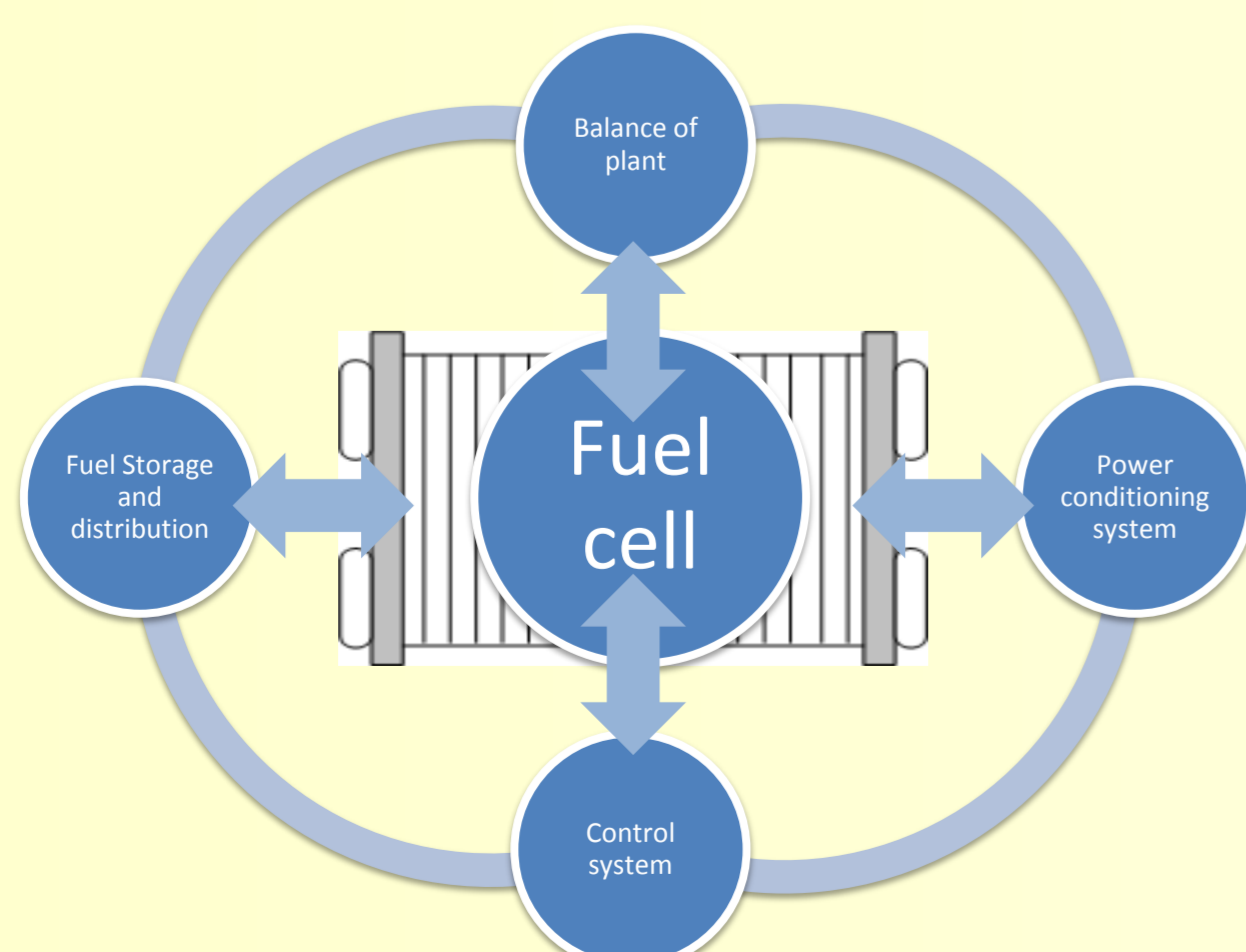 Balance of
plant
Fuel Storage
and
distribution
Fuel
cell
Power
conditioning
system
Control
system